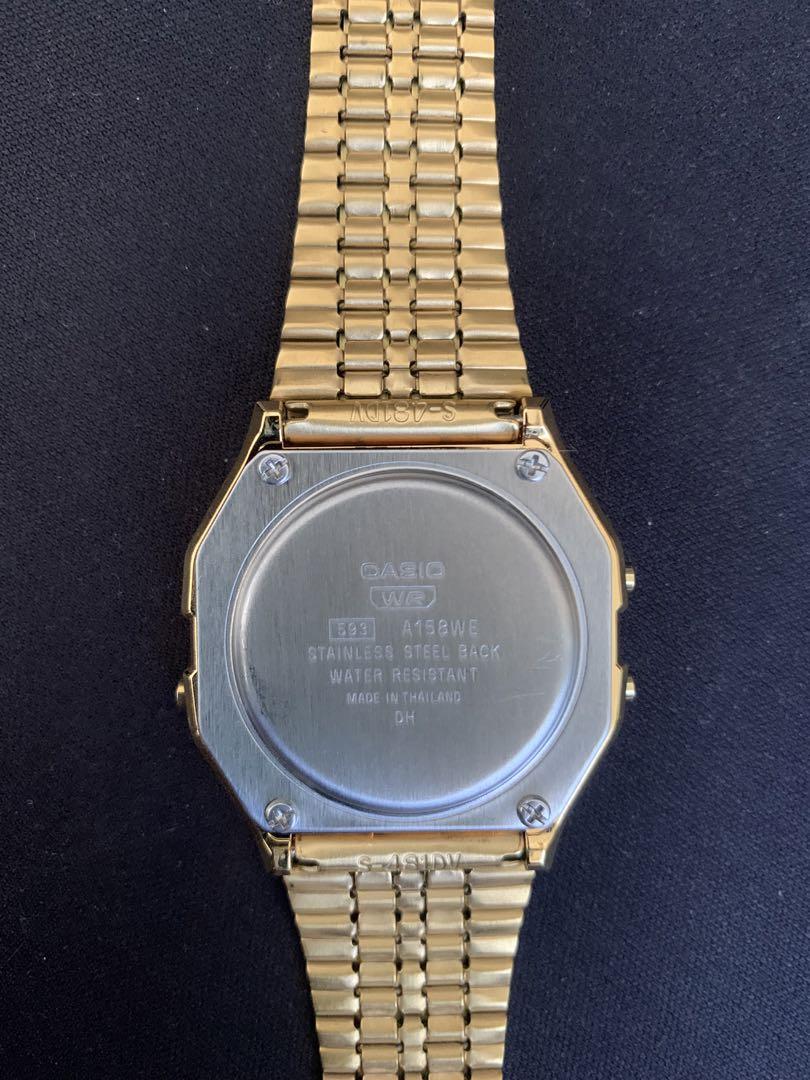 S-481DV
CASIO
WR
593 A158WE
STAINLESS STEEL BACK
WATER RESISTANT
MADE IN THAILAND
DH
S-481DV